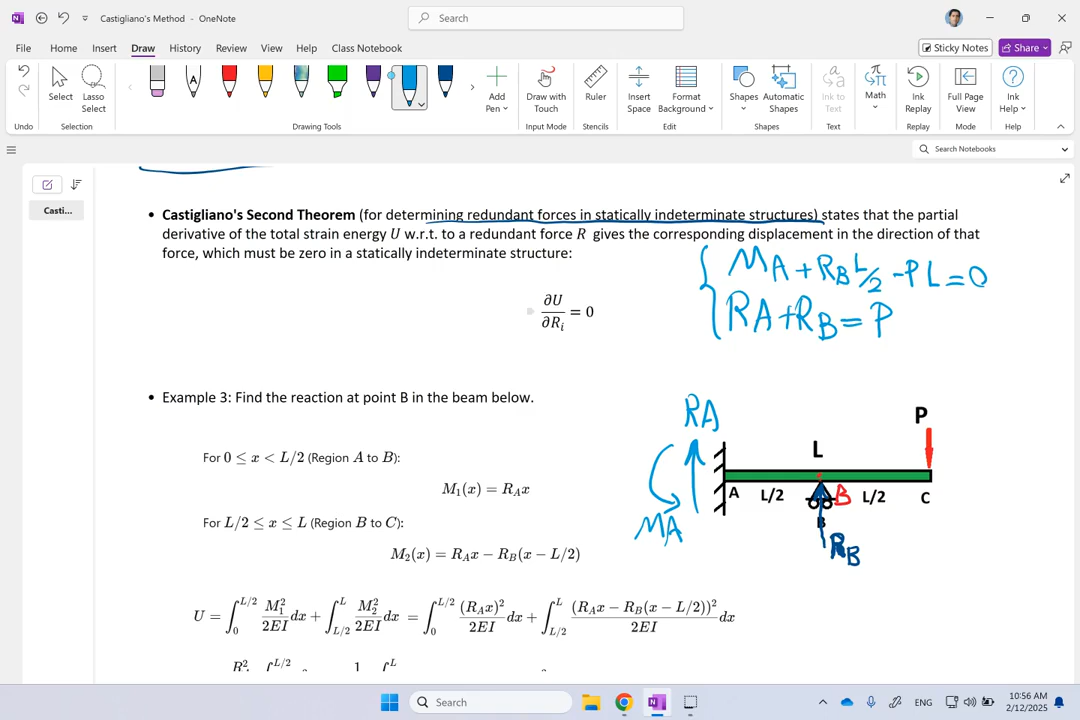 Castigliano's Method - OneNote
Search
File Home Insert Draw History Review View Help Class Notebook
Sticky Notes Share
Undo
Select Lasso Select
A
Add Pen Draw with Touch Ruler Insert Space Format Background Shapes Automatic Shapes Ink to Text Math Ink Replay Full Page View Ink Help
Undo Selection Drawing Tools Input Mode Stencils Edit Shapes Text Math Replay Mode Help
Search Notebooks
Casti...
• Castigliano's Second Theorem (for determining redundant forces in statically indeterminate structures) states that the partial
derivative of the total strain energy U w.r.t. to a redundant force R gives the corresponding displacement in the direction of that
force, which must be zero in a statically indeterminate structure:
MA + RB L/2 - PL = 0
RA + RB = P
∂U/∂Rᵢ = 0
• Example 3: Find the reaction at point B in the beam below.
RA
P
L
For 0 ≤ x < L/2 (Region A to B):
M₁(x) = R_A x
A L/2 B L/2 C
B
MA
RB
For L/2 ≤ x ≤ L (Region B to C):
M₂(x) = R_A x − R_B(x − L/2)
U = ∫₀^{L/2} M₁²/2EI dx + ∫_{L/2}^{L} M₂²/2EI dx = ∫₀^{L/2} (R_A x)²/2EI dx + ∫_{L/2}^{L} (R_A x − R_B(x − L/2))²/2EI dx
Search
ENG
10:56 AM
2/12/2025